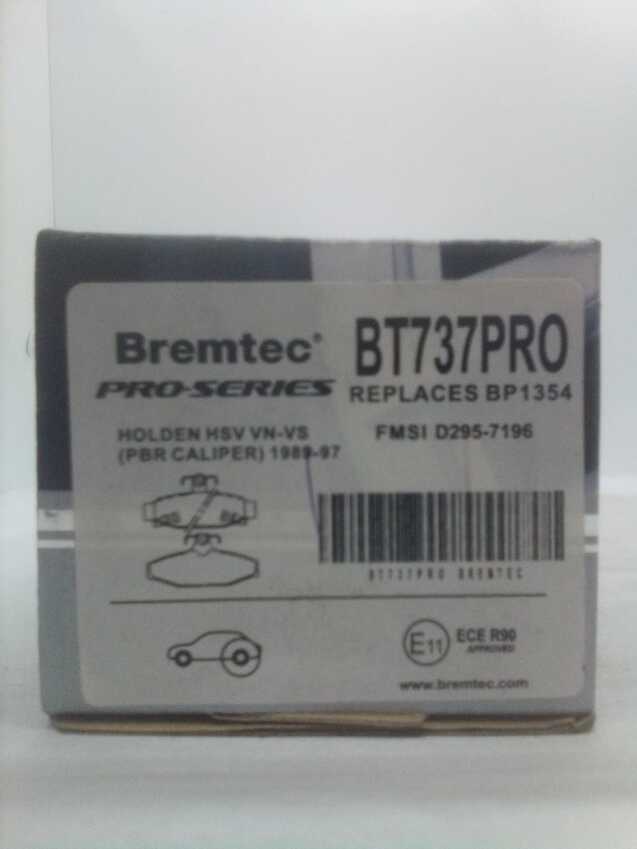 Bremtec®
PRO-SERIES
BT737PRO
REPLACES BP1354
HOLDEN HSV VN-VS
(PBR CALIPER) 1989-97
FMSI D295-7196
BT737PRO BREMTEC
E11
ECE R90
APPROVED
www.bremtec.com